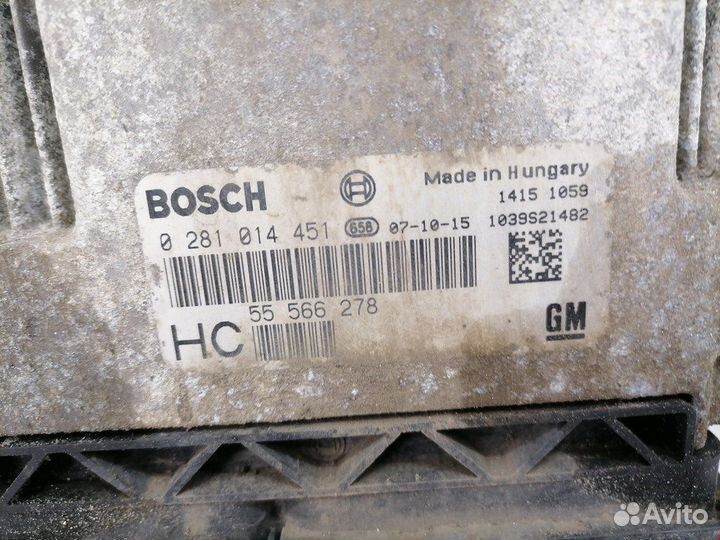 BOSCH
Made in Hungary
1415 1059
0 281 014 451 658 07-10-15 1039S21482
55 566 278
HC
GM
Avito